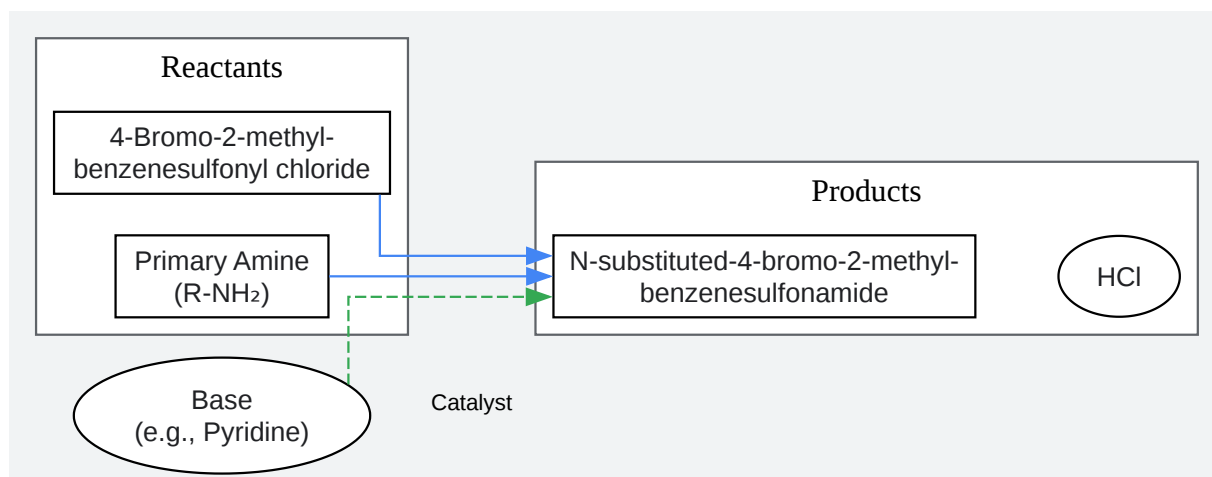 Reactants
4-Bromo-2-methyl-
benzenesulfonyl chloride
Primary Amine
(R-NH₂)
Products
N-substituted-4-bromo-2-methyl-
benzenesulfonamide
HCl
Base
(e.g., Pyridine)
Catalyst